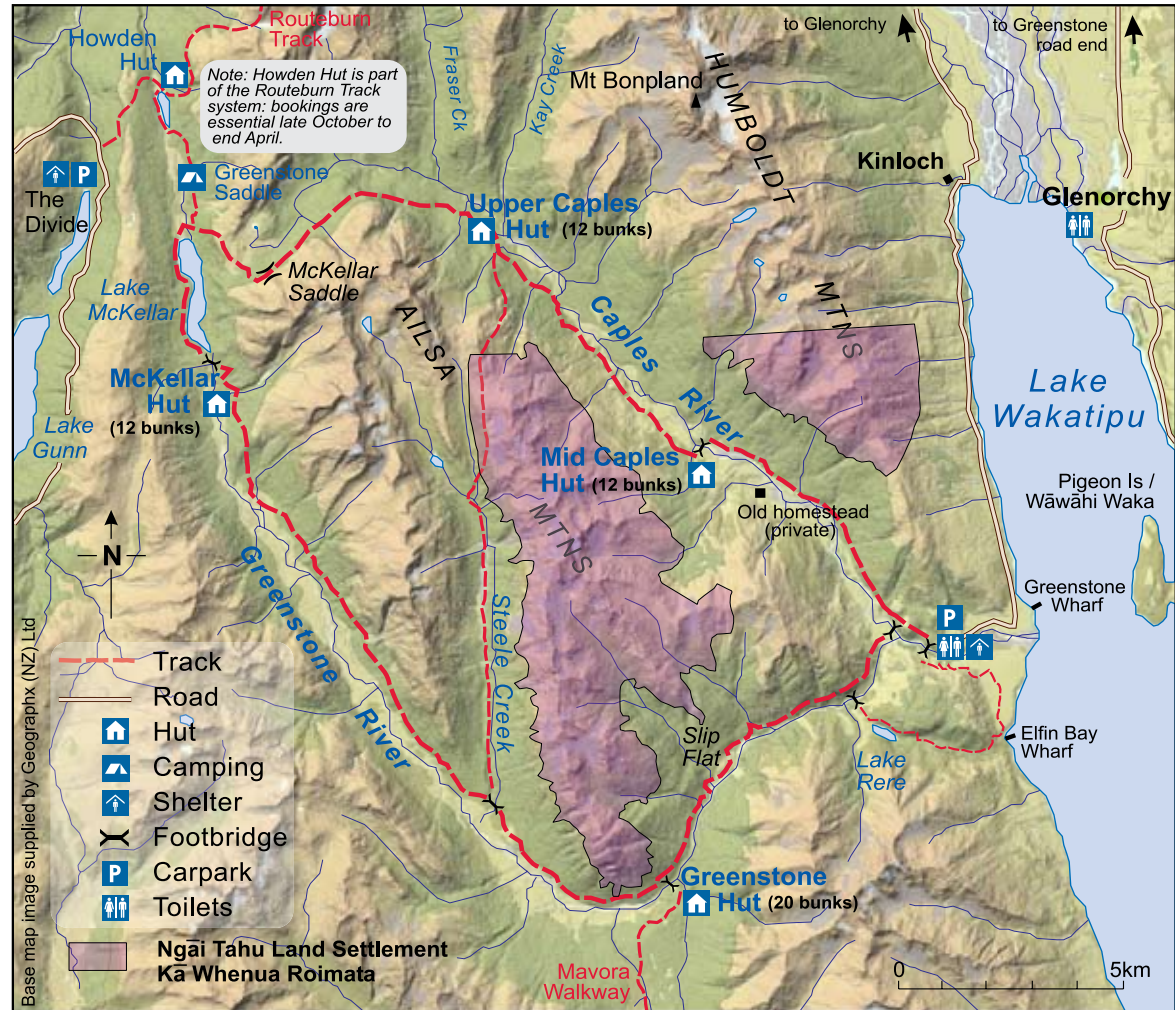 Routeburn
Track
Howden
Hut
Note: Howden Hut is part
of the Routeburn Track
system: bookings are
essential late October to
end April.
Fraser Ck
Kay Creek
Mt Bonpland
HUMBOLDT
MTNS
to Glenorchy
to Greenstone
road end
Kinloch
Glenorchy
P
The
Divide
Greenstone
Saddle
Upper Caples
Hut (12 bunks)
McKellar
Saddle
Lake
McKellar
AILSA
MTNS
Caples
River
McKellar
Hut
(12 bunks)
Lake
Gunn
Lake
Wakatipu
Mid Caples
Hut (12 bunks)
Old homestead
(private)
Pigeon Is /
Wāwāhi Waka
N
Greenstone
River
Steele Creek
Greenstone
Wharf
P
Slip
Flat
Lake
Rere
Elfin Bay
Wharf
Greenstone
Hut (20 bunks)
Mavora
Walkway
Track
Road
Hut
Camping
Shelter
Footbridge
P
Carpark
Toilets
Ngāi Tahu Land Settlement
Kā Whenua Roimata
0
5km
Base map image supplied by Geographx (NZ) Ltd